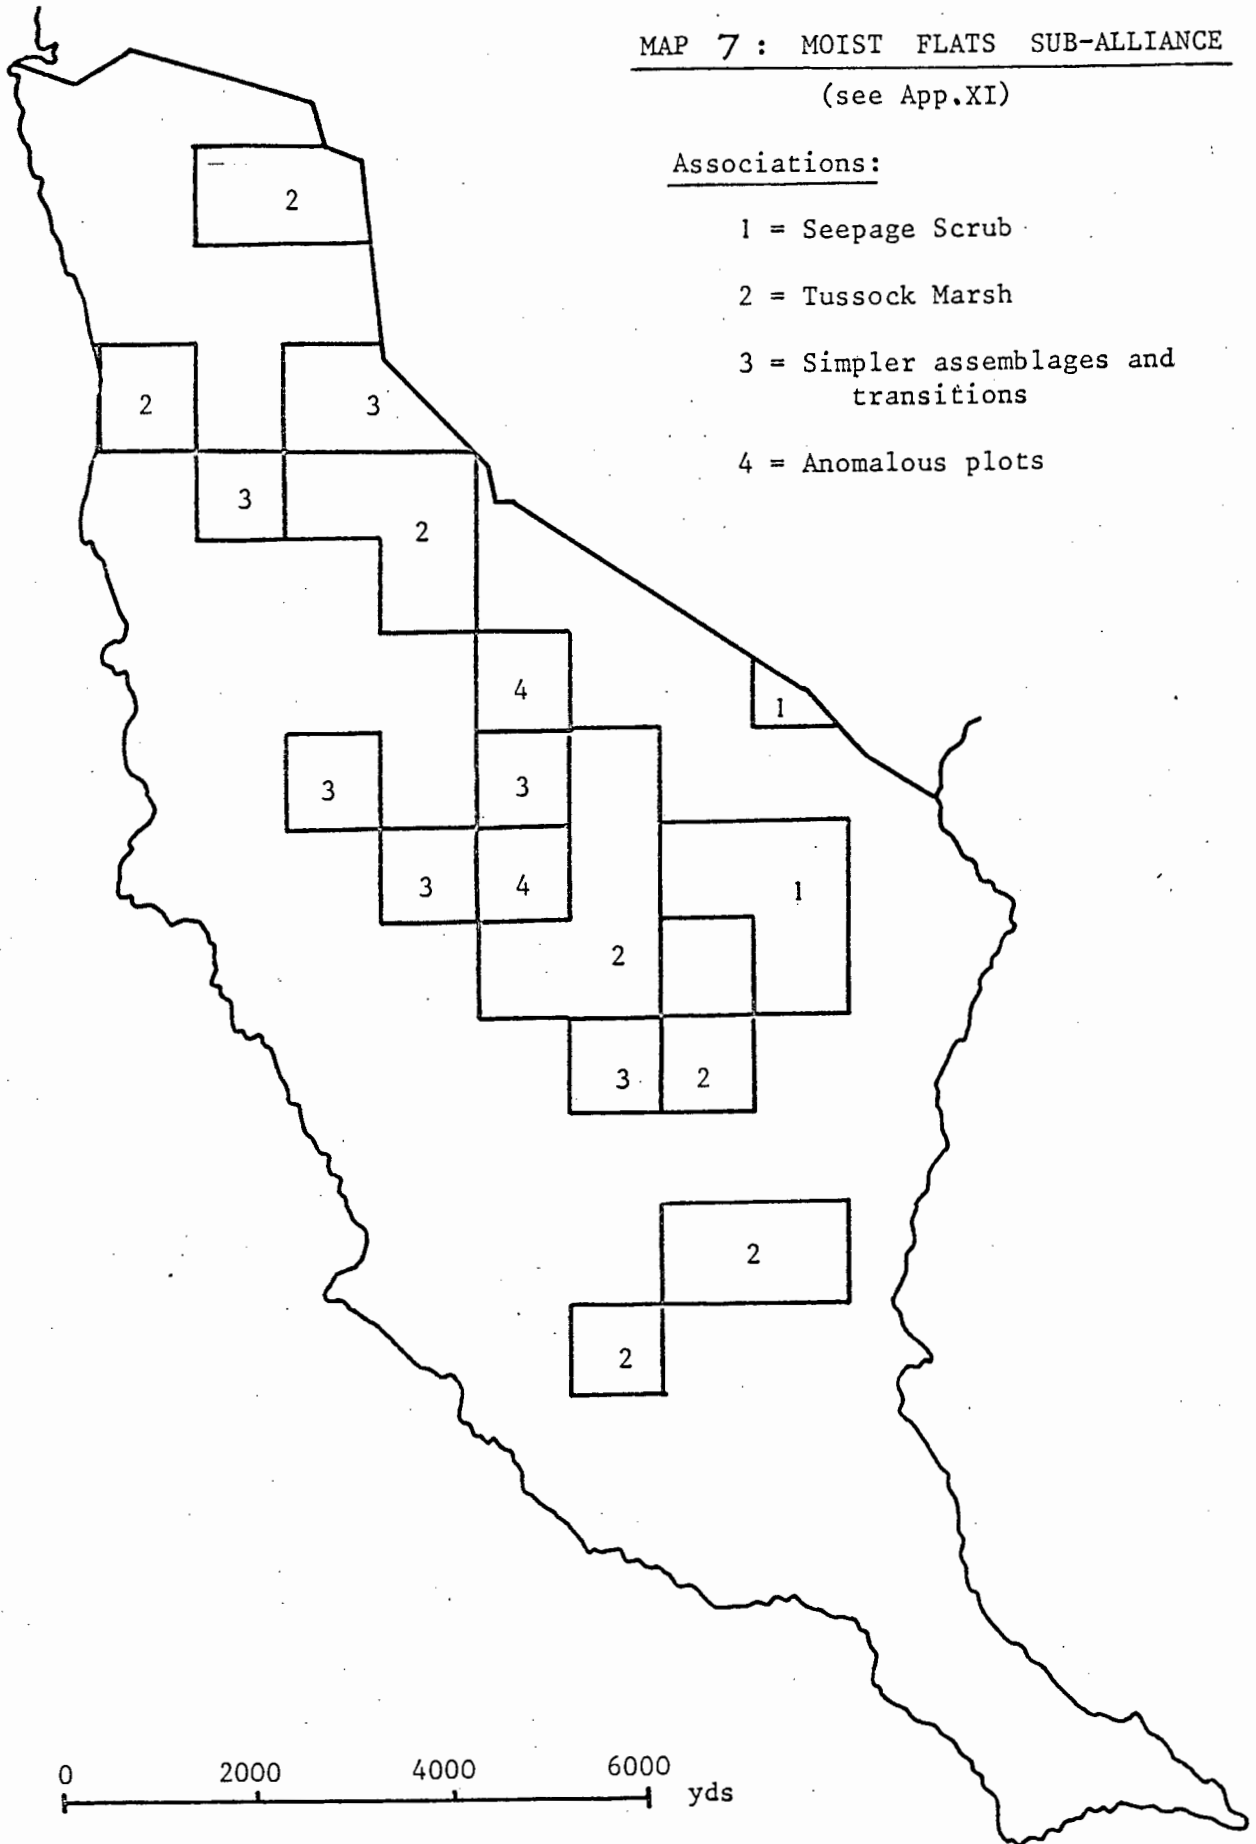 MAP 7: MOIST FLATS SUB-ALLIANCE
(see App.XI)
Associations:
1 = Seepage Scrub
2 = Tussock Marsh
3 = Simpler assemblages and
transitions
4 = Anomalous plots
2
2
3
3
2
4
1
3
3
3
4
1
2
3
2
2
2
0 2000 4000 6000
yds